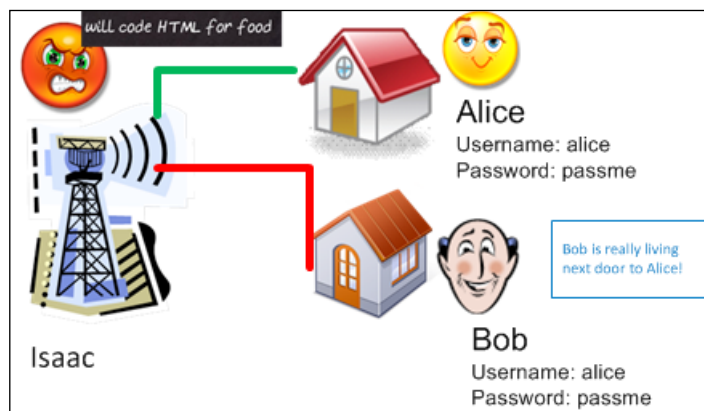 will code HTML for food
Alice
Username: alice
Password: passme
Bob is really living
next door to Alice!
Isaac
Bob
Username: alice
Password: passme